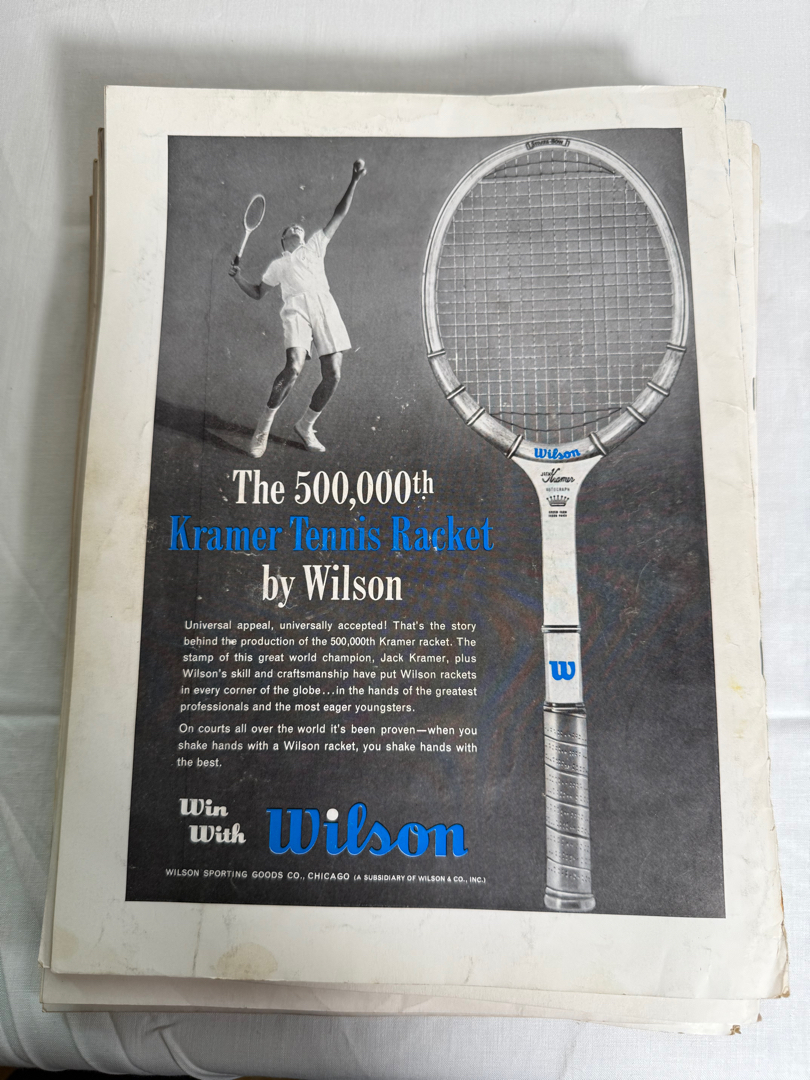 The 500,000th
Kramer Tennis Racket
by Wilson
Universal appeal, universally accepted! That's the story
behind the production of the 500,000th Kramer racket. The
stamp of this great world champion, Jack Kramer, plus
Wilson's skill and craftsmanship have put Wilson rackets
in every corner of the globe...in the hands of the greatest
professionals and the most eager youngsters.
On courts all over the world it's been proven—when you
shake hands with a Wilson racket, you shake hands with
the best.
Win
With Wilson
WILSON SPORTING GOODS CO., CHICAGO (A SUBSIDIARY OF WILSON & CO., INC.)
Wilson
Jack
Kramer
AUTOGRAPH
W